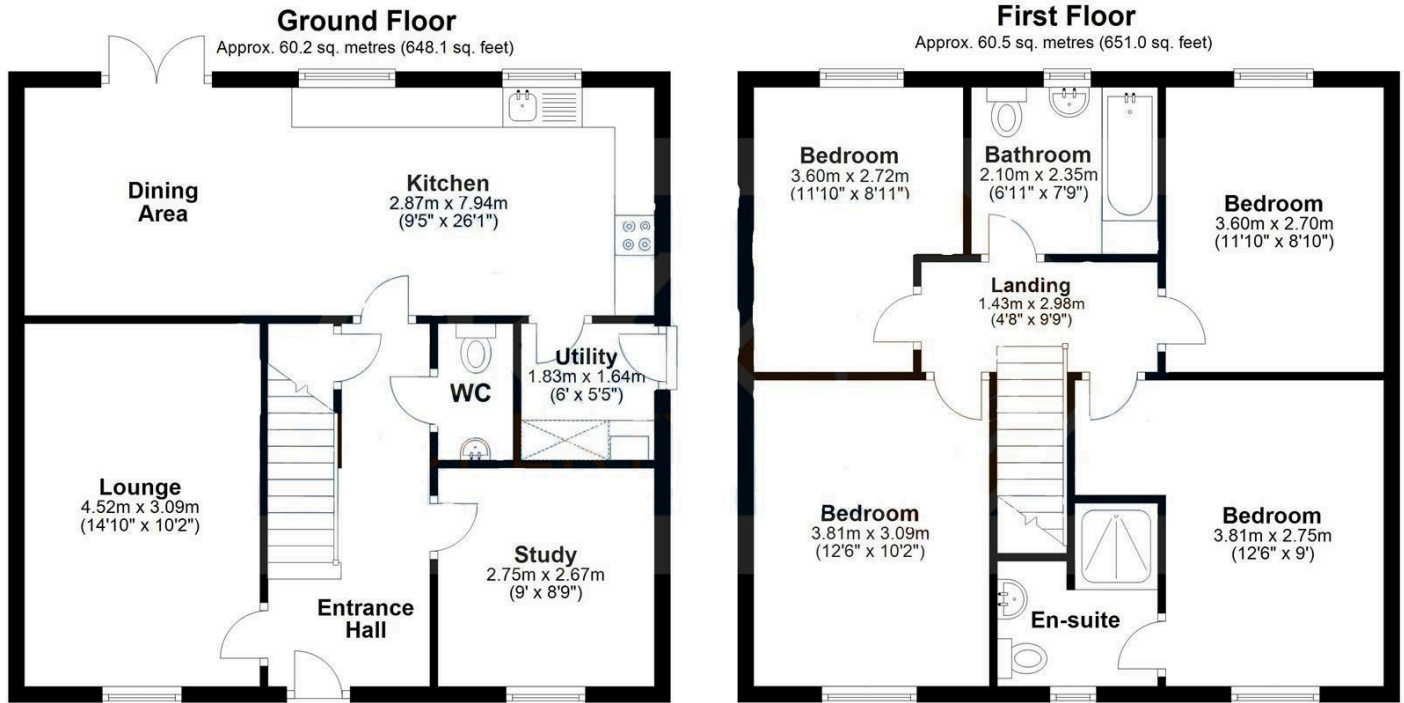 Ground Floor
Approx. 60.2 sq. metres (648.1 sq. feet)
Dining
Area
Kitchen
2.87m x 7.94m
(9'5" x 26'1")
Utility
1.83m x 1.64m
(6' x 5'5")
WC
Lounge
4.52m x 3.09m
(14'10" x 10'2")
Study
2.75m x 2.67m
(9' x 8'9")
Entrance
Hall
First Floor
Approx. 60.5 sq. metres (651.0 sq. feet)
Bedroom
3.60m x 2.72m
(11'10" x 8'11")
Bathroom
2.10m x 2.35m
(6'11" x 7'9")
Bedroom
3.60m x 2.70m
(11'10" x 8'10")
Landing
1.43m x 2.98m
(4'8" x 9'9")
Bedroom
3.81m x 3.09m
(12'6" x 10'2")
Bedroom
3.81m x 2.75m
(12'6" x 9')
En-suite